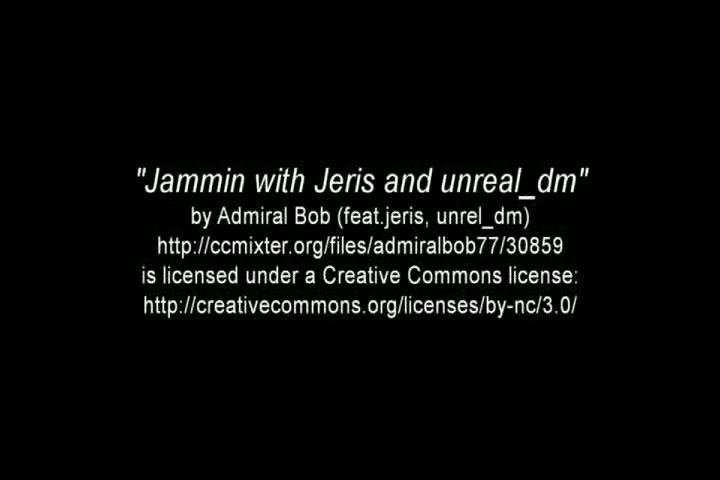 "Jammin with Jeris and unreal_dm"
by Admiral Bob (feat.jeris, unrel_dm)
http://ccmixter.org/files/admiralbob77/30859
is licensed under a Creative Commons license:
http://creativecommons.org/licenses/by-nc/3.0/